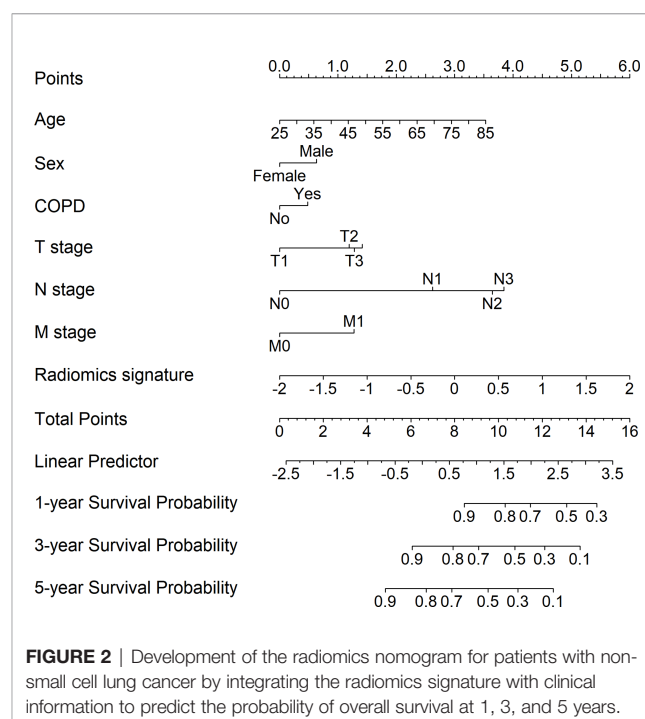 Points
0.0 1.0 2.0 3.0 4.0 5.0 6.0
Age
25 35 45 55 65 75 85
Sex
Male
Female
COPD
Yes
No
T stage
T2
T1 T3
N stage
N1 N3
N0 N2
M stage
M1
M0
Radiomics signature
-2 -1.5 -1 -0.5 0 0.5 1 1.5 2
Total Points
0 2 4 6 8 10 12 14 16
Linear Predictor
-2.5 -1.5 -0.5 0.5 1.5 2.5 3.5
1-year Survival Probability
0.9 0.8 0.7 0.5 0.3
3-year Survival Probability
0.9 0.8 0.7 0.5 0.3 0.1
5-year Survival Probability
0.9 0.8 0.7 0.5 0.3 0.1
FIGURE 2 | Development of the radiomics nomogram for patients with non-
small cell lung cancer by integrating the radiomics signature with clinical
information to predict the probability of overall survival at 1, 3, and 5 years.